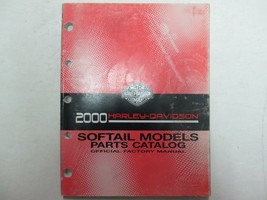 2000 HARLEY-DAVIDSON
SOFTAIL MODELS
PARTS CATALOG
OFFICIAL FACTORY MANUAL